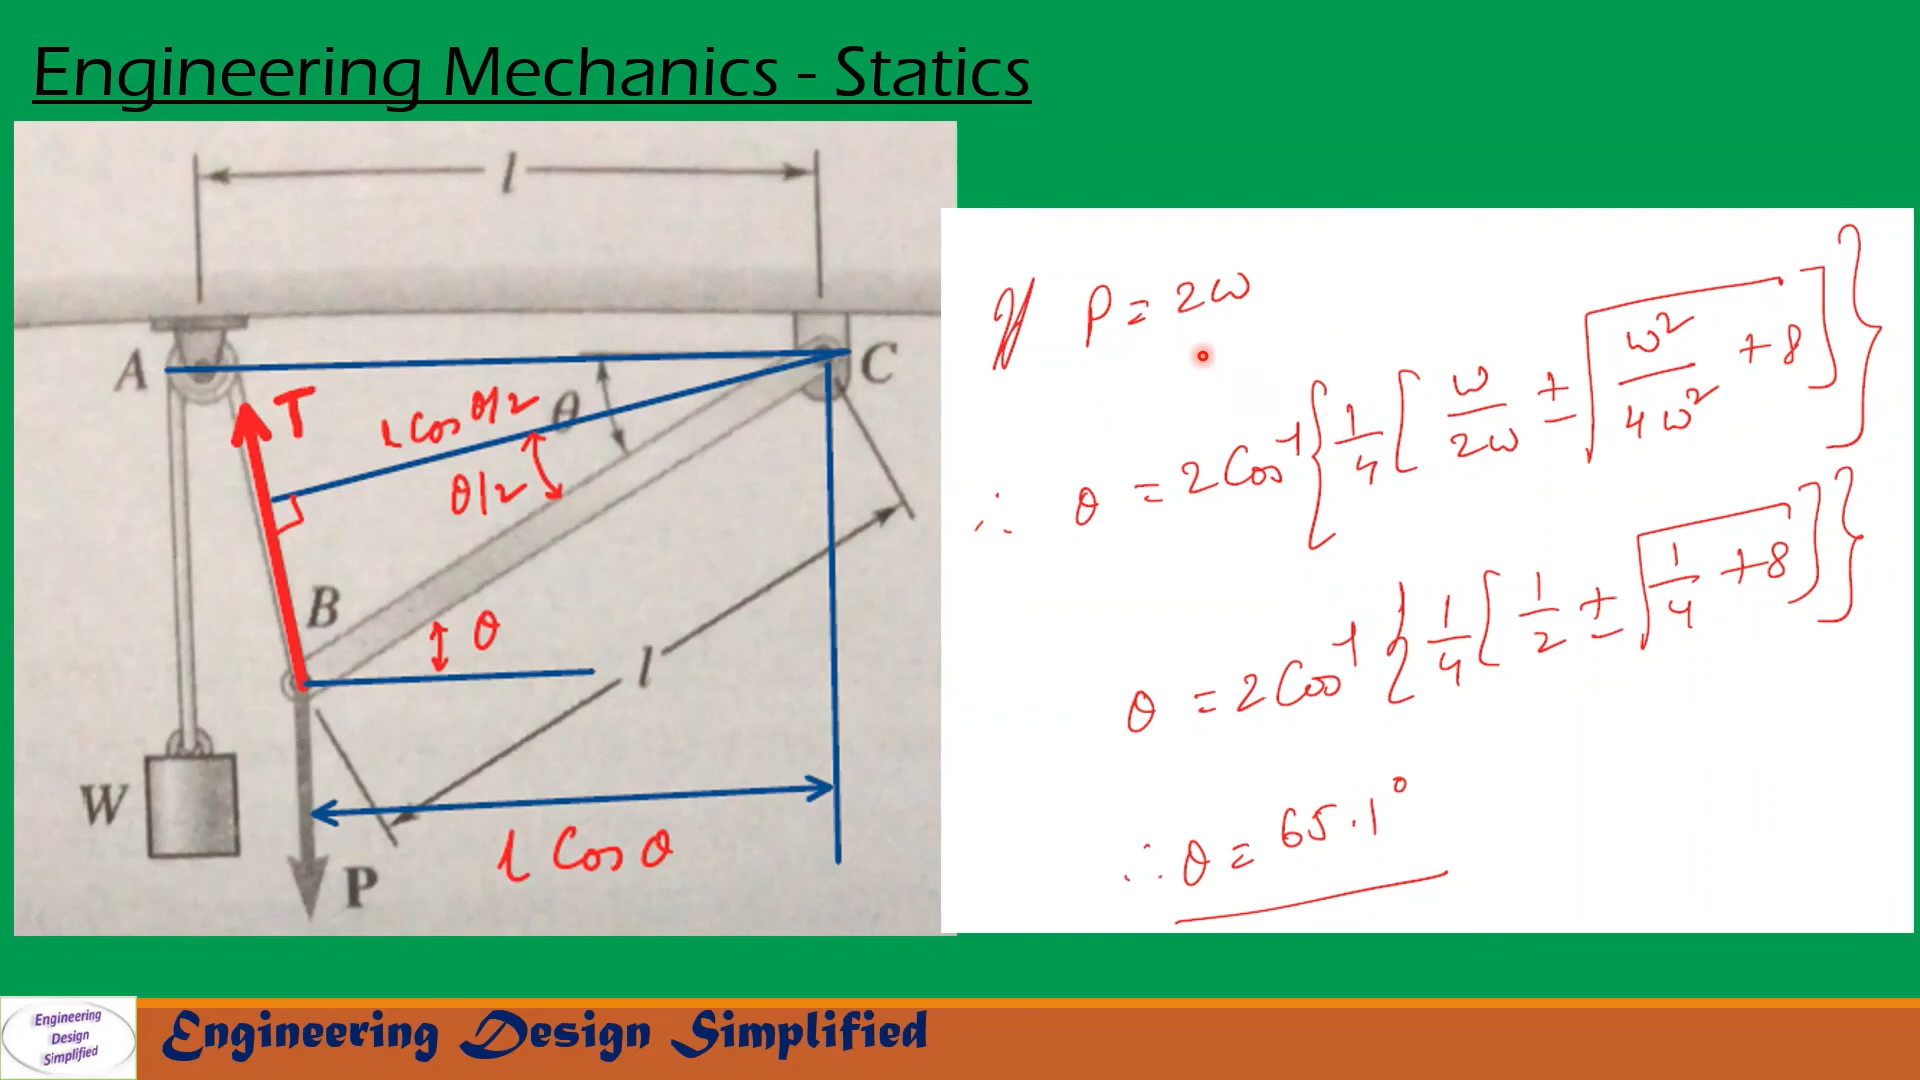 Engineering Mechanics - Statics
l
A
C
T
l Cos θ/2
θ
θ/2
B
θ
l
W
l Cos θ
P
If P = 2W
∴ θ = 2 Cos⁻¹ { 1/4 [ W/2W ± √(W²/4W² + 8) ] }
θ = 2 Cos⁻¹ { 1/4 [ 1/2 ± √(1/4 + 8) ] }
∴ θ = 65.1°
Engineering
Design
Simplified
Engineering Design Simplified